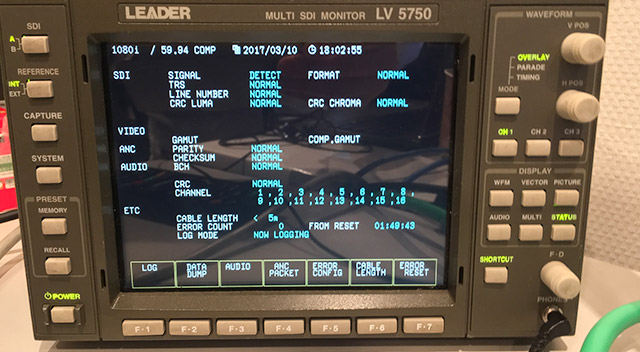 LEADER MULTI SDI MONITOR LV 5750
SDI
A
B
REFERENCE
INT
EXT
CAPTURE
SYSTEM
PRESET
MEMORY
RECALL
POWER
1080i / 59.94 COMP 2017/03/10 18:02:55
SDI SIGNAL DETECT FORMAT NORMAL
TRS NORMAL
LINE NUMBER NORMAL
CRC LUMA NORMAL CRC CHROMA NORMAL
VIDEO
GAMUT COMP.GAMUT
ANC PARITY NORMAL
CHECKSUM NORMAL
AUDIO BCH NORMAL
CRC NORMAL
CHANNEL 1 , 2 , 3 , 4 , 5 , 6 , 7 , 8 ,
9 ,10 ,11 ,12 ,13 ,14 ,15 ,16
ETC
CABLE LENGTH < 5m
ERROR COUNT 0 FROM RESET 01:49:43
LOG MODE NOW LOGGING
LOG DATA DUMP AUDIO ANC PACKET ERROR CONFIG CABLE LENGTH ERROR RESET
F·1 F·2 F·3 F·4 F·5 F·6 F·7
WAVEFORM
V POS
OVERLAY
PARADE
TIMING
H POS
MODE
CH 1 CH 2 CH 3
DISPLAY
WFM VECTOR PICTURE
AUDIO MULTI STATUS
SHORTCUT F·D
PHONES